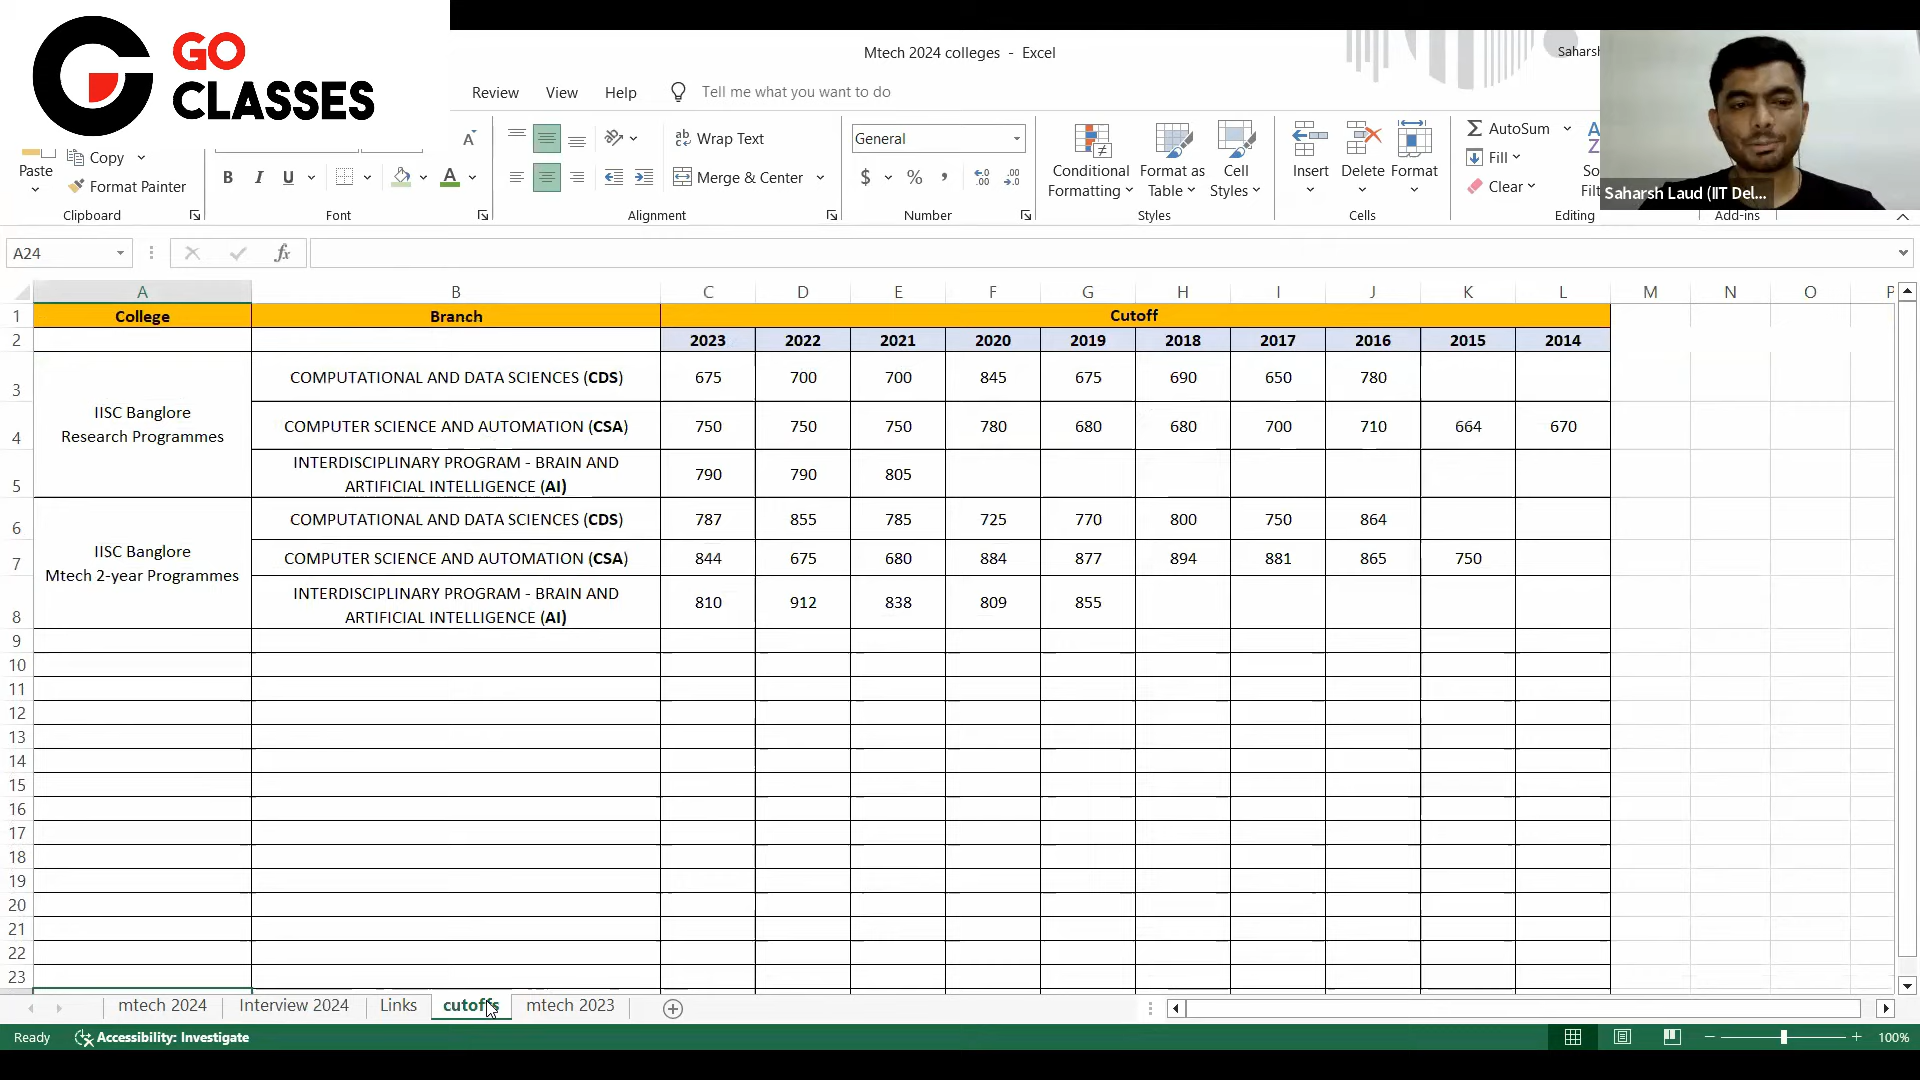 GO
CLASSES
Mtech 2024 colleges - Excel
Saharsh
Review View Help Tell me what you want to do
Paste
Copy
Format Painter
Clipboard
B I U A
Font
Wrap Text
Merge & Center
Alignment
General
$ % ,
Number
Conditional
Formatting
Format as
Table
Cell
Styles
Styles
Insert Delete Format
Cells
AutoSum
Fill
Clear
Editing
Saharsh Laud (IIT Del...
Add-ins
A24 fx
A B C D E F G H I J K L M N O P
1 College Branch Cutoff
2 2023 2022 2021 2020 2019 2018 2017 2016 2015 2014
IISC Banglore
Research Programmes
3 COMPUTATIONAL AND DATA SCIENCES (CDS) 675 700 700 845 675 690 650 780
4 COMPUTER SCIENCE AND AUTOMATION (CSA) 750 750 750 780 680 680 700 710 664 670
INTERDISCIPLINARY PROGRAM - BRAIN AND
5 ARTIFICIAL INTELLIGENCE (AI) 790 790 805
IISC Banglore
Mtech 2-year Programmes
6 COMPUTATIONAL AND DATA SCIENCES (CDS) 787 855 785 725 770 800 750 864
7 COMPUTER SCIENCE AND AUTOMATION (CSA) 844 675 680 884 877 894 881 865 750
INTERDISCIPLINARY PROGRAM - BRAIN AND
8 ARTIFICIAL INTELLIGENCE (AI) 810 912 838 809 855
9
10
11
12
13
14
15
16
17
18
19
20
21
22
23
mtech 2024 Interview 2024 Links cutoffs mtech 2023
Ready Accessibility: Investigate 100%